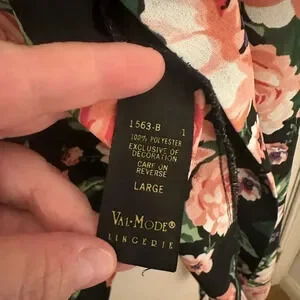 1563-B 1
100% POLYESTER
EXCLUSIVE OF
DECORATION
CARE ON
REVERSE
LARGE
VAL·MODE®
LINGERIE